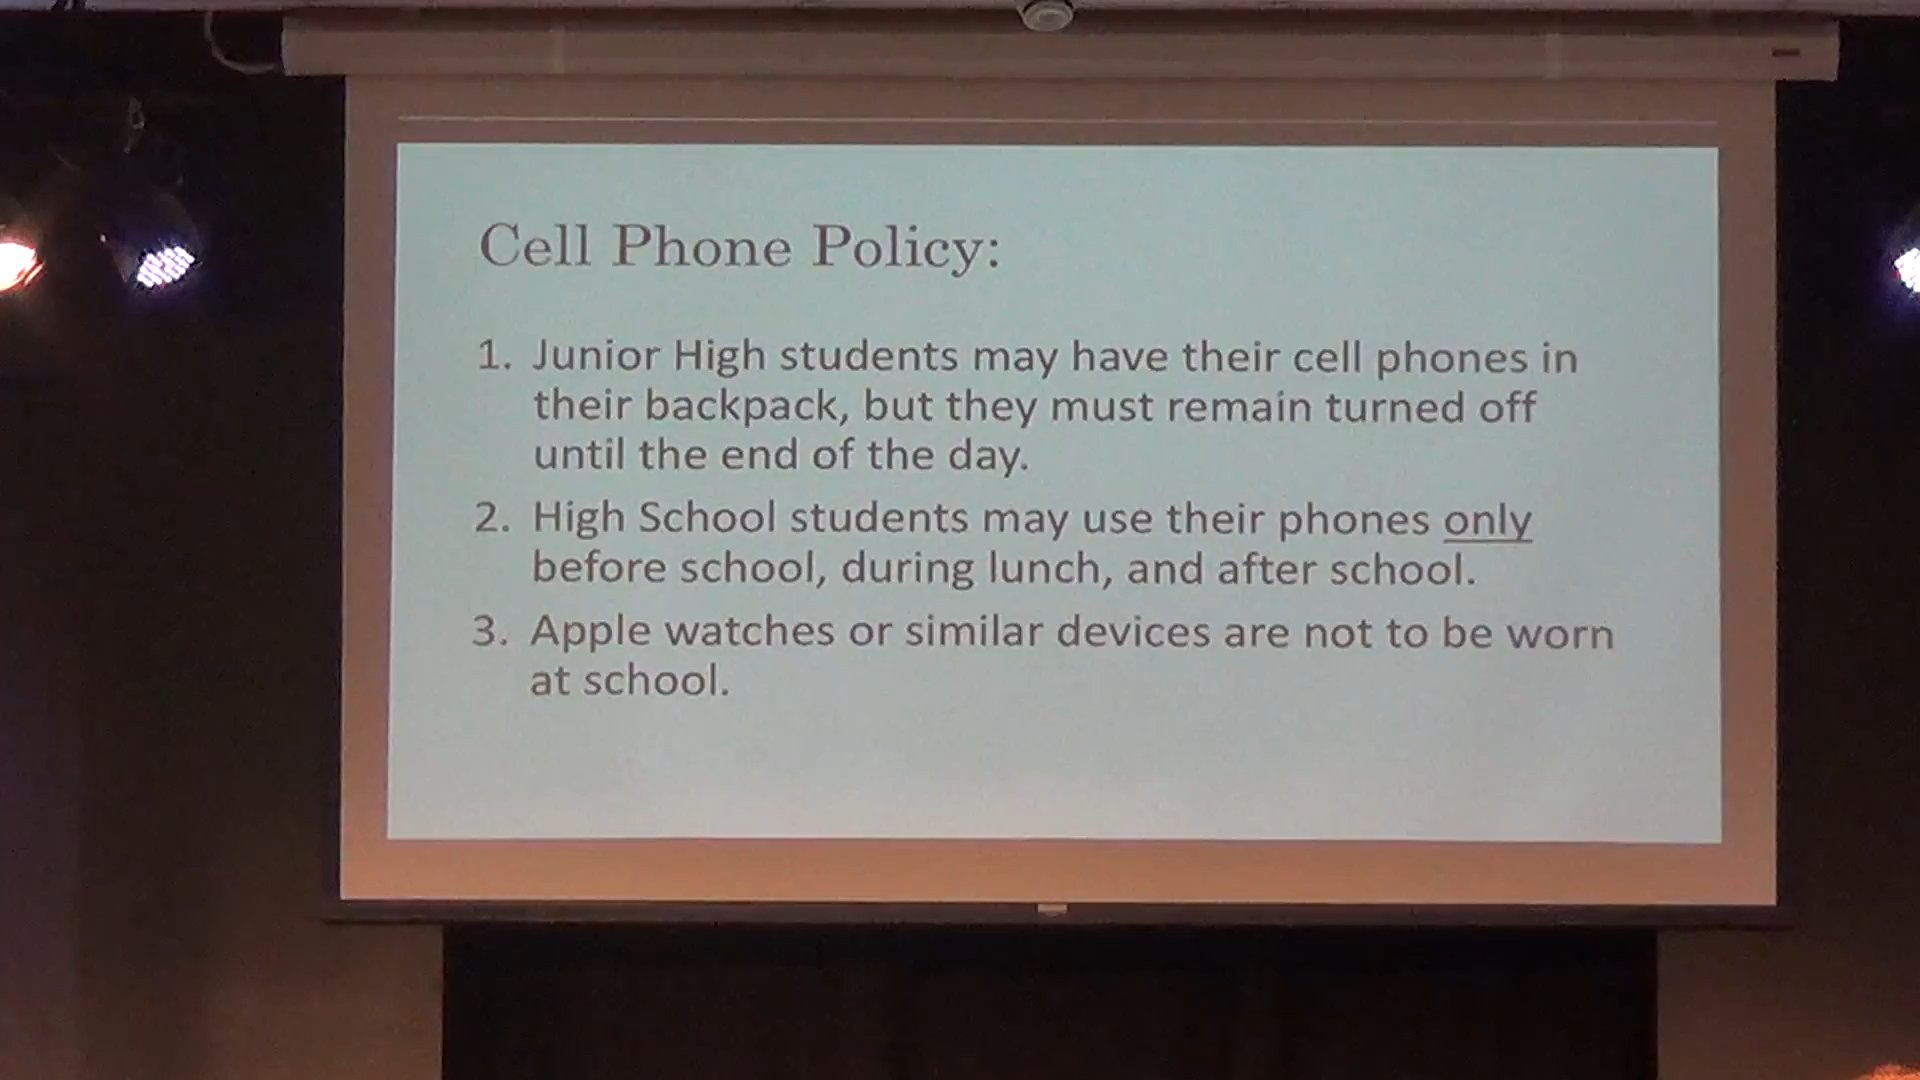 Cell Phone Policy:
1. Junior High students may have their cell phones in
their backpack, but they must remain turned off
until the end of the day.
2. High School students may use their phones only
before school, during lunch, and after school.
3. Apple watches or similar devices are not to be worn
at school.